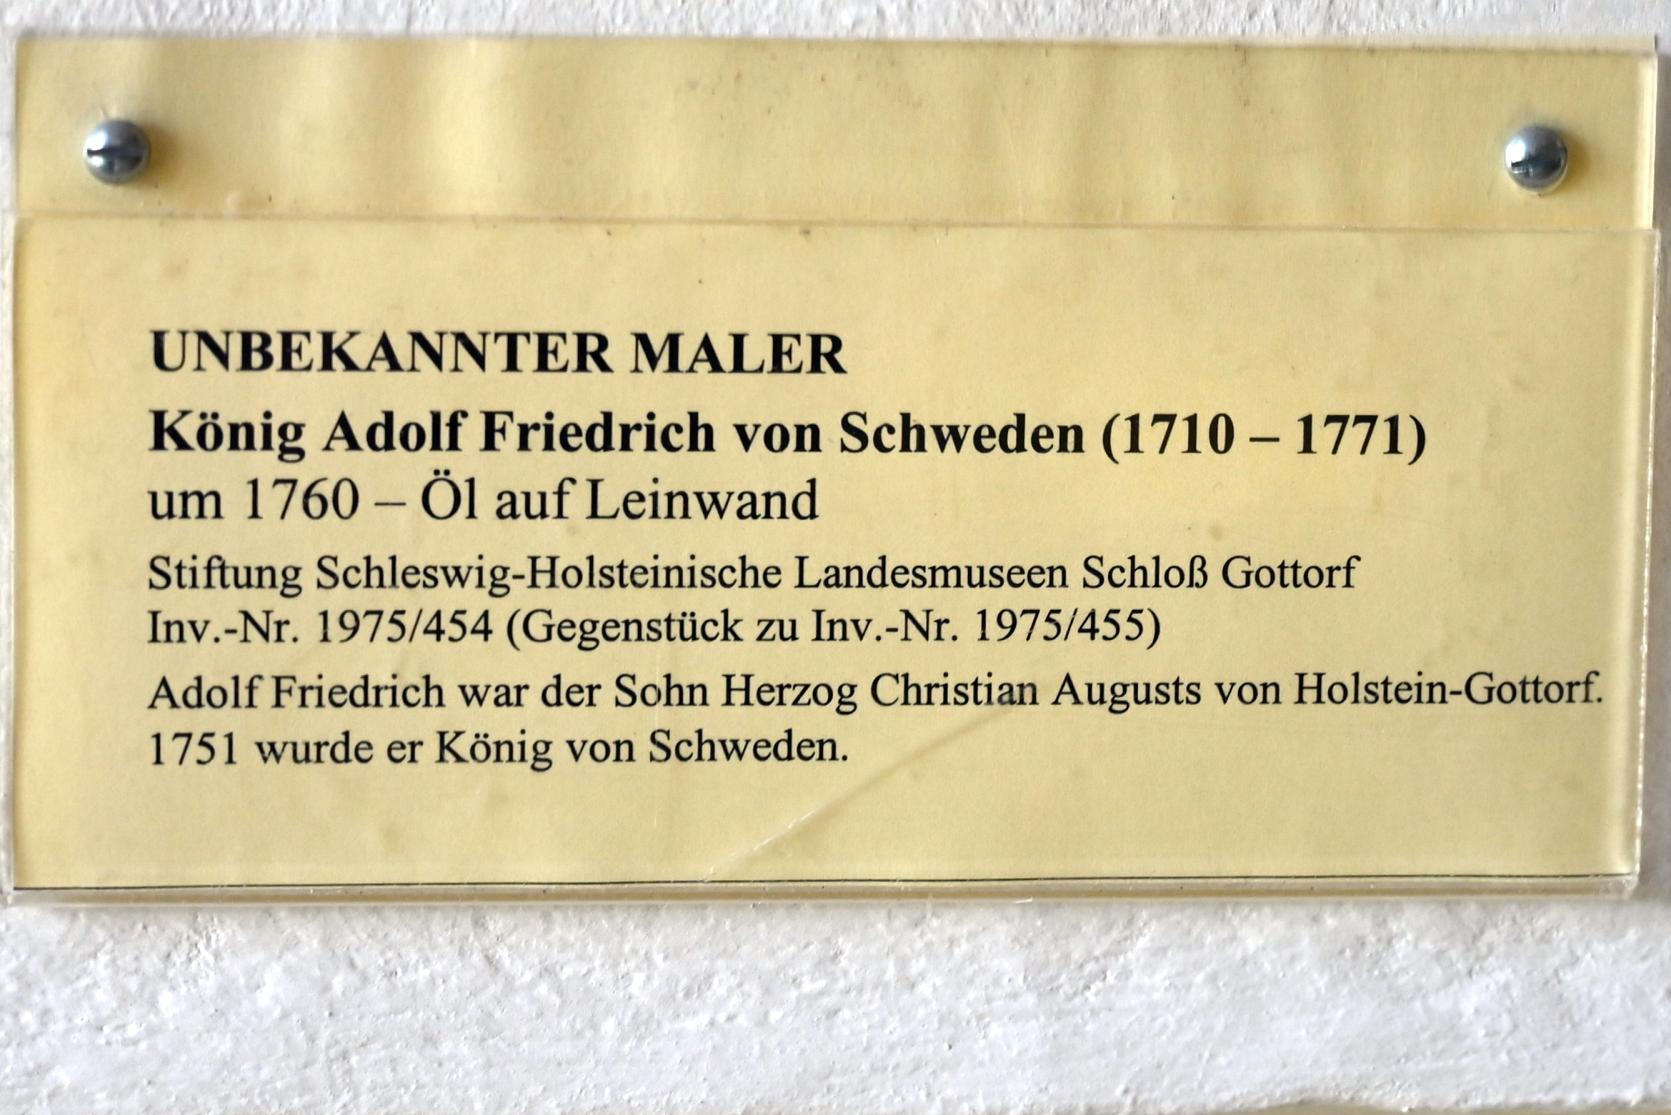 UNBEKANNTER MALER
König Adolf Friedrich von Schweden (1710 – 1771)
um 1760 – Öl auf Leinwand
Stiftung Schleswig-Holsteinische Landesmuseen Schloß Gottorf
Inv.-Nr. 1975/454 (Gegenstück zu Inv.-Nr. 1975/455)
Adolf Friedrich war der Sohn Herzog Christian Augusts von Holstein-Gottorf.
1751 wurde er König von Schweden.